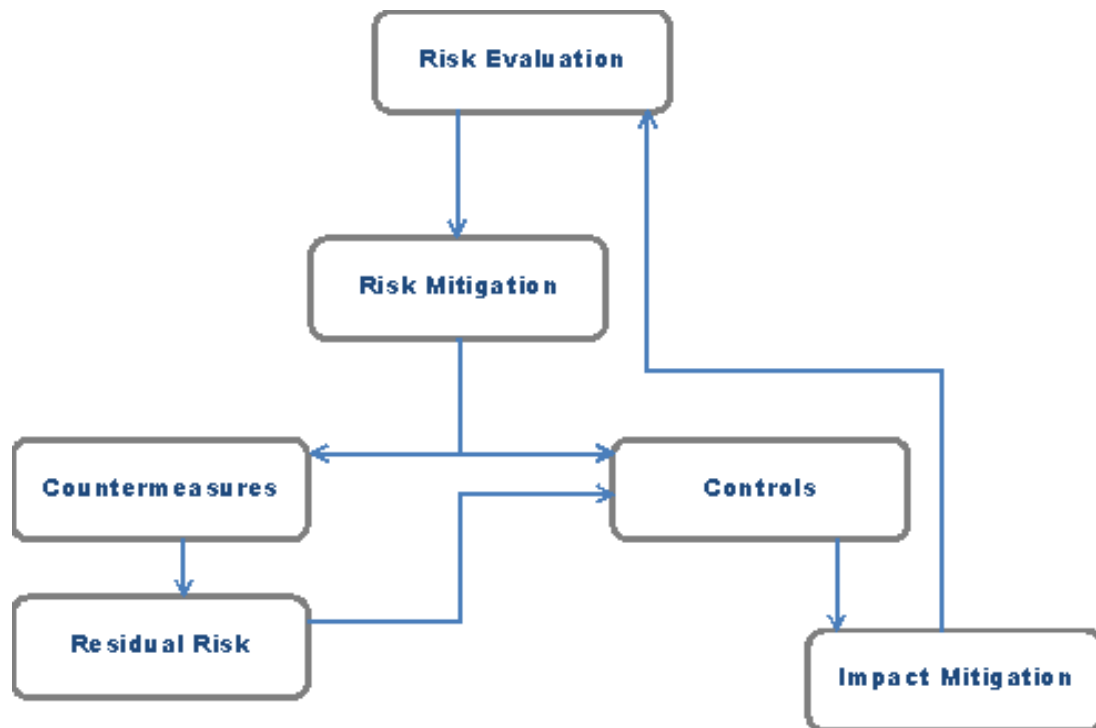 Risk Evaluation
Risk Mitigation
Countermeasures
Controls
Residual Risk
Impact Mitigation